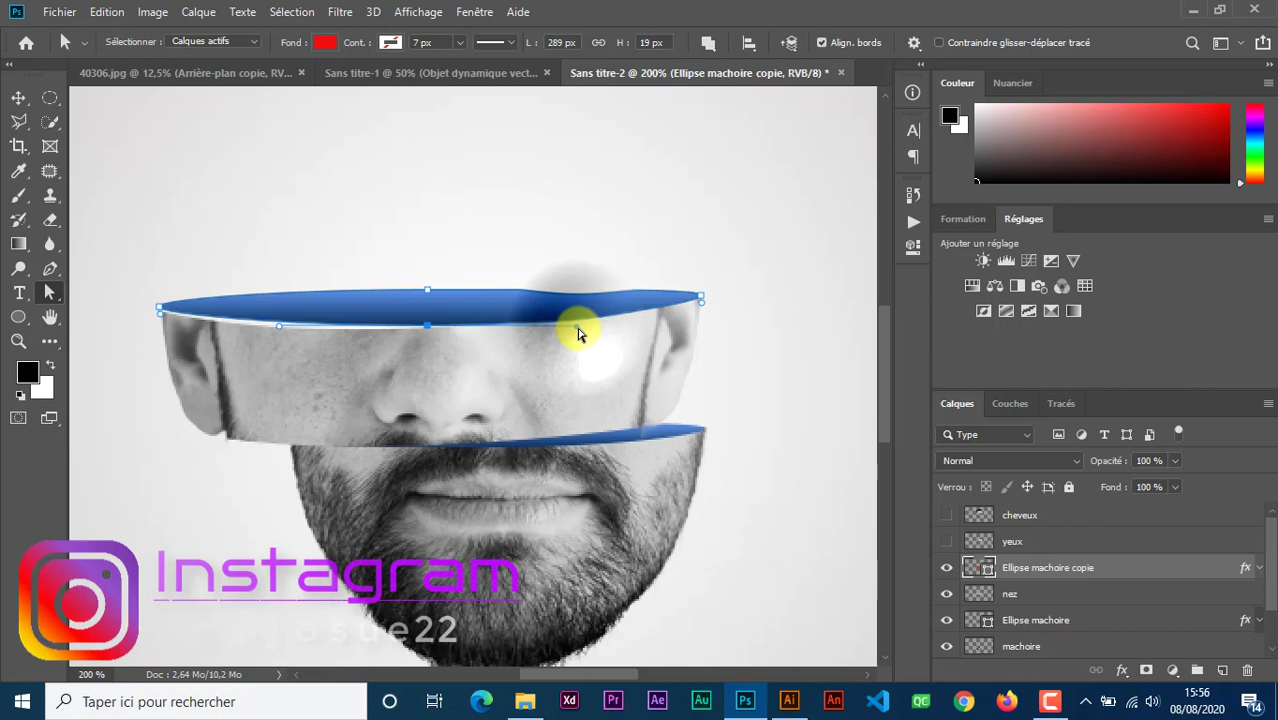 Fichier Edition Image Calque Texte Sélection Filtre 3D Affichage Fenêtre Aide
Sélectionner : Calques actifs Fond : Cont. : 7 px L : 289 px H : 19 px Align. bords Contraindre glisser-déplacer tracé
40306.jpg @ 12,5% (Arrière-plan copie, RV... Sans titre-1 @ 50% (Objet dynamique vect... Sans titre-2 @ 200% (Ellipse machoire copie, RVB/8) *
Couleur Nuancier
Formation Réglages
Ajouter un réglage
Calques Couches Tracés
Type
Normal Opacité : 100 %
Verrou : Fond : 100 %
cheveux
yeux
Ellipse machoire copie fx
nez
Ellipse machoire fx
machoire
Instagram
200 % Doc : 2,64 Mo/10,2 Mo
Taper ici pour rechercher
15:56
08/08/2020
14